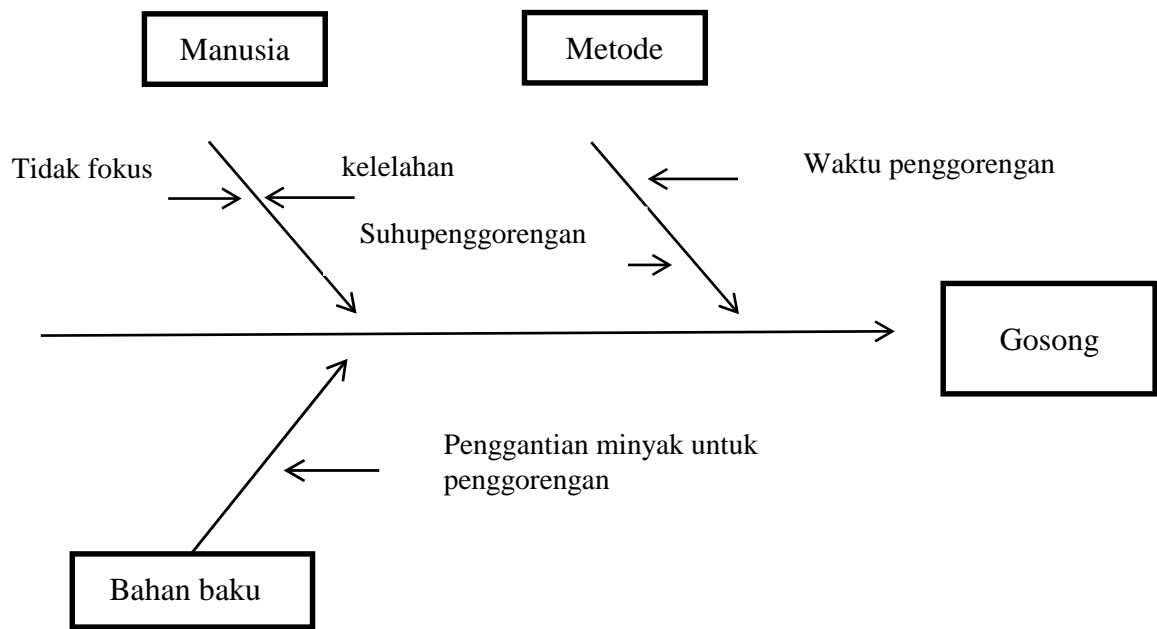 Manusia
Metode
Tidak fokus
kelelahan
Waktu penggorengan
Suhupenggorengan
Gosong
Penggantian minyak untuk
penggorengan
Bahan baku